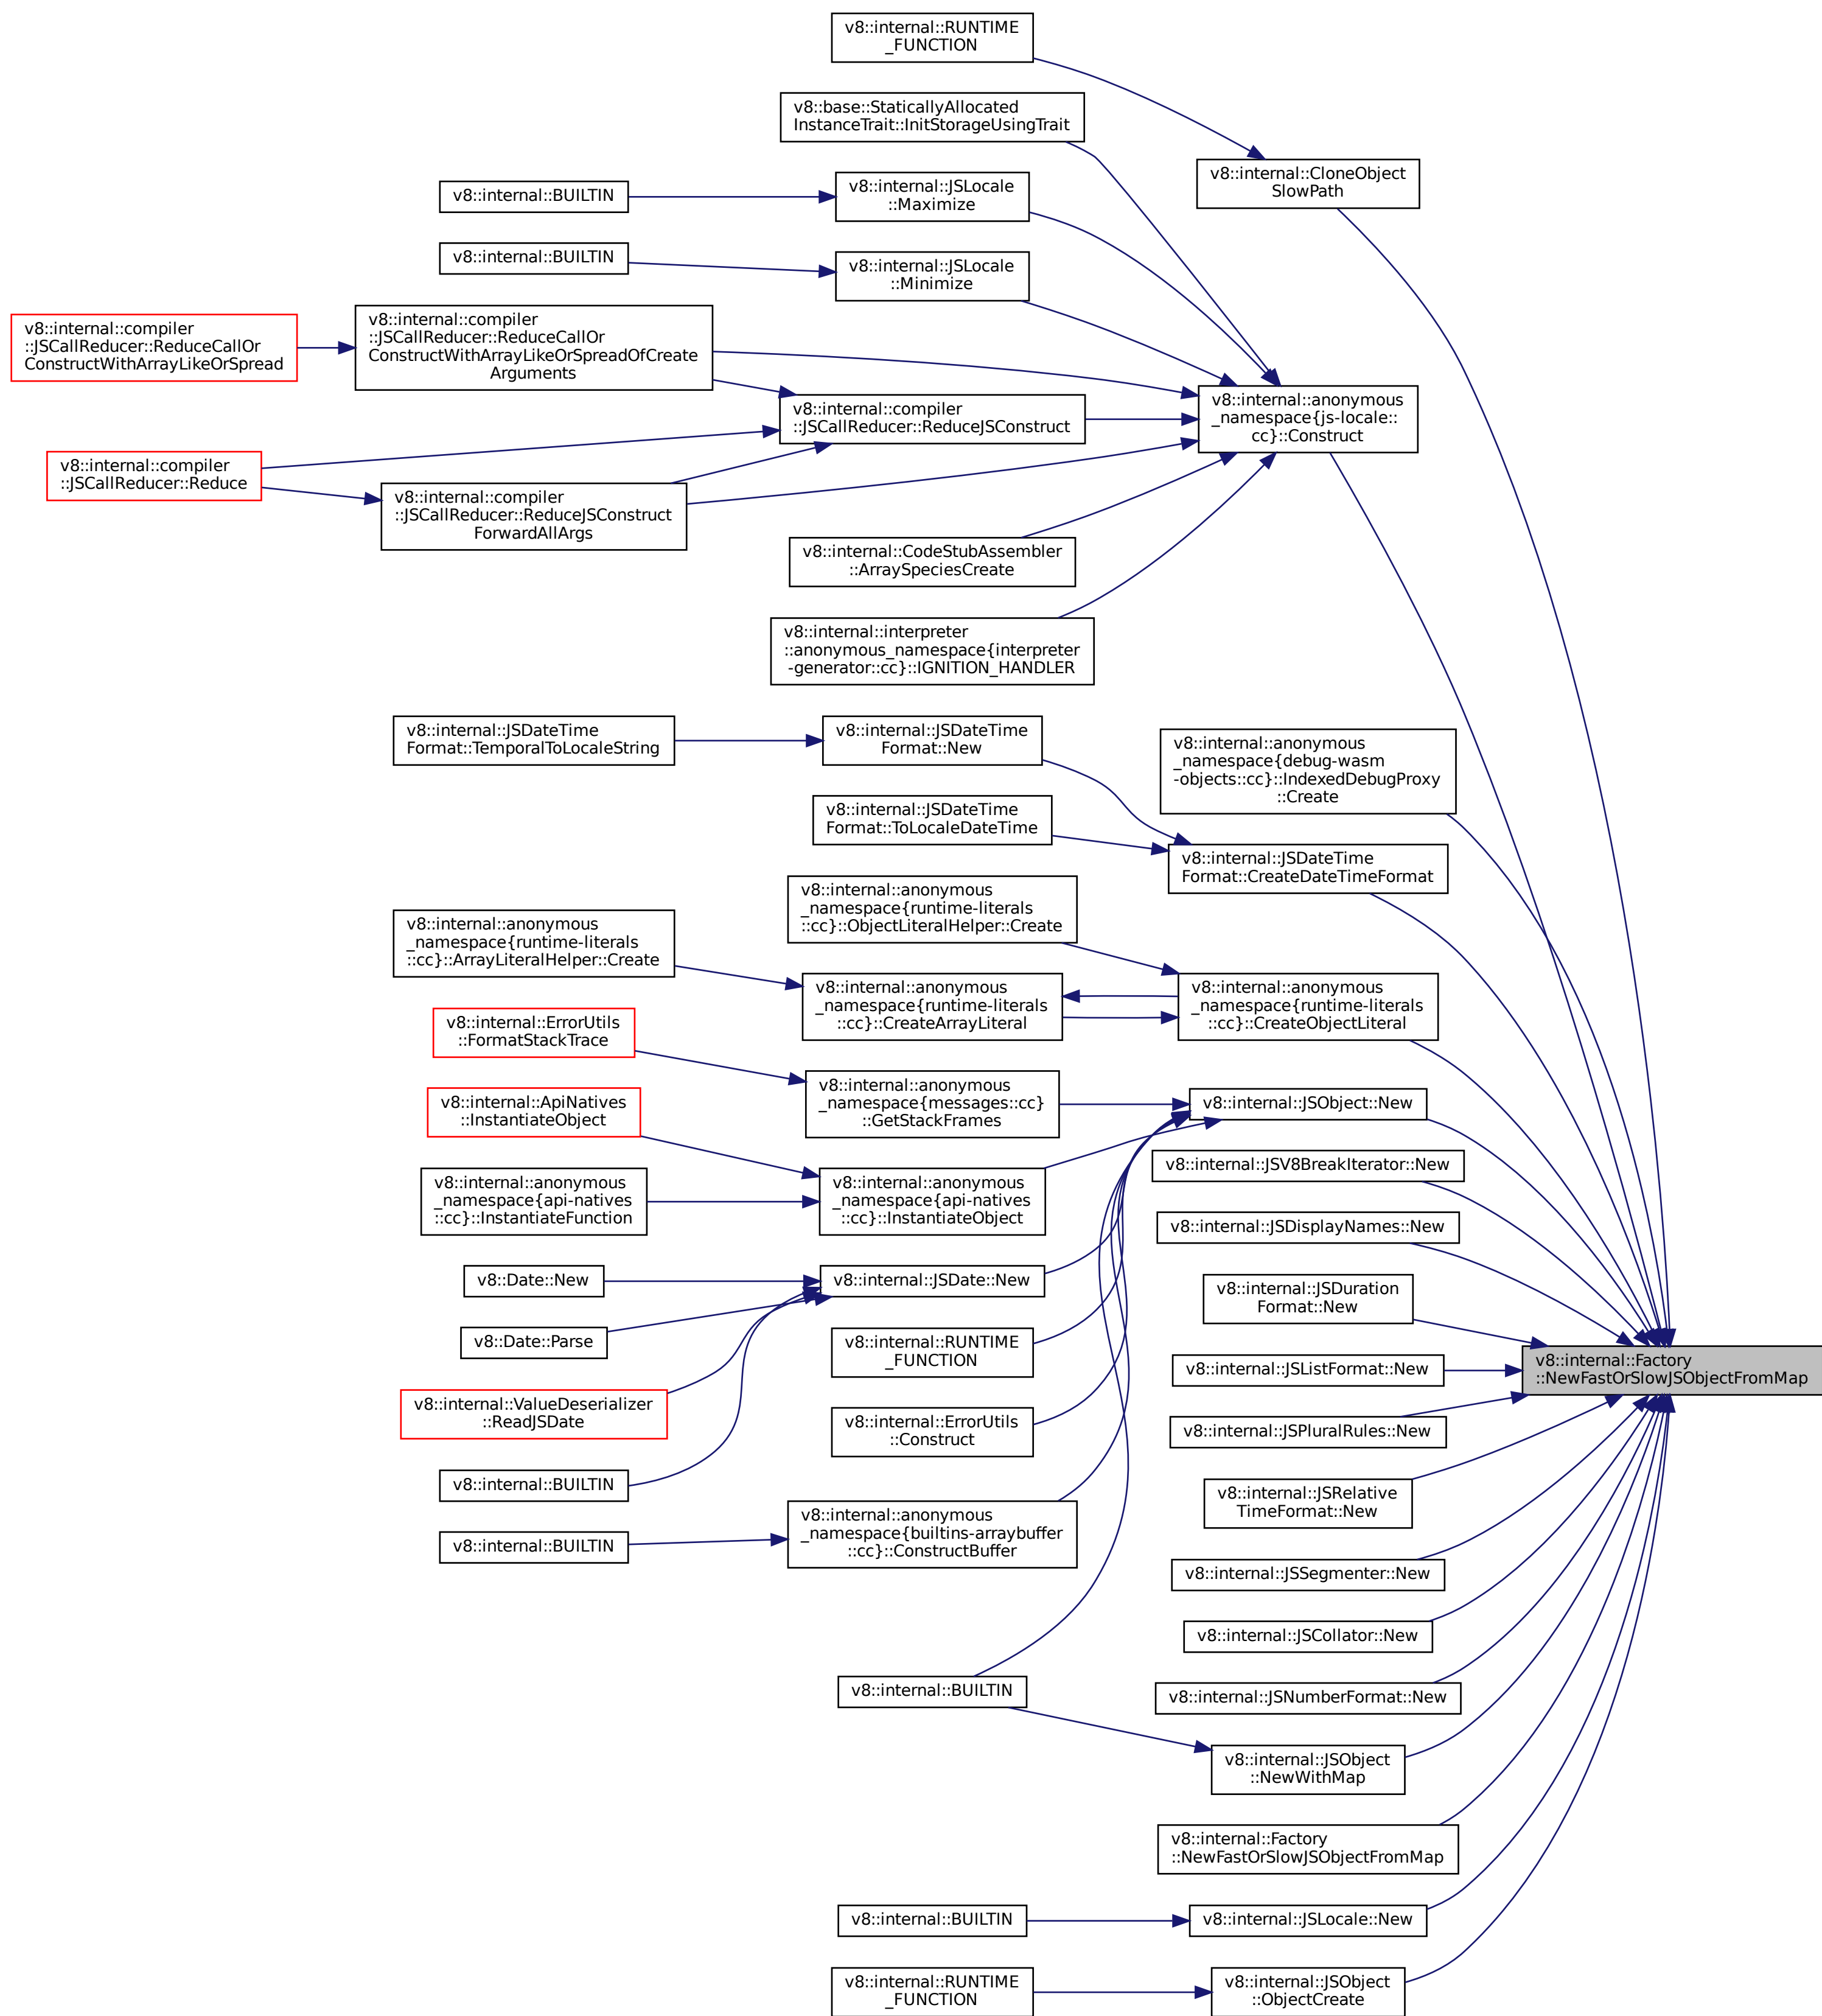 v8::internal::RUNTIME
_FUNCTION
v8::base::StaticallyAllocated
InstanceTrait::InitStorageUsingTrait
v8::internal::CloneObject
SlowPath
v8::internal::BUILTIN
v8::internal::JSLocale
::Maximize
v8::internal::BUILTIN
v8::internal::JSLocale
::Minimize
v8::internal::compiler
::JSCallReducer::ReduceCallOr
ConstructWithArrayLikeOrSpread
v8::internal::compiler
::JSCallReducer::ReduceCallOr
ConstructWithArrayLikeOrSpreadOfCreate
Arguments
v8::internal::compiler
::JSCallReducer::ReduceJSConstruct
v8::internal::anonymous
_namespace{js-locale::
cc}::Construct
v8::internal::compiler
::JSCallReducer::Reduce
v8::internal::compiler
::JSCallReducer::ReduceJSConstruct
ForwardAllArgs
v8::internal::CodeStubAssembler
::ArraySpeciesCreate
v8::internal::interpreter
::anonymous_namespace{interpreter
-generator::cc}::IGNITION_HANDLER
v8::internal::JSDateTime
Format::TemporalToLocaleString
v8::internal::JSDateTime
Format::New
v8::internal::anonymous
_namespace{debug-wasm
-objects::cc}::IndexedDebugProxy
::Create
v8::internal::JSDateTime
Format::ToLocaleDateTime
v8::internal::JSDateTime
Format::CreateDateTimeFormat
v8::internal::anonymous
_namespace{runtime-literals
::cc}::ObjectLiteralHelper::Create
v8::internal::anonymous
_namespace{runtime-literals
::cc}::ArrayLiteralHelper::Create
v8::internal::anonymous
_namespace{runtime-literals
::cc}::CreateArrayLiteral
v8::internal::anonymous
_namespace{runtime-literals
::cc}::CreateObjectLiteral
v8::internal::ErrorUtils
::FormatStackTrace
v8::internal::anonymous
_namespace{messages::cc}
::GetStackFrames
v8::internal::JSObject::New
v8::internal::ApiNatives
::InstantiateObject
v8::internal::JSV8BreakIterator::New
v8::internal::anonymous
_namespace{api-natives
::cc}::InstantiateFunction
v8::internal::anonymous
_namespace{api-natives
::cc}::InstantiateObject
v8::internal::JSDisplayNames::New
v8::Date::New
v8::internal::JSDate::New
v8::internal::JSDuration
Format::New
v8::Date::Parse
v8::internal::RUNTIME
_FUNCTION
v8::internal::JSListFormat::New
v8::internal::Factory
::NewFastOrSlowJSObjectFromMap
v8::internal::ValueDeserializer
::ReadJSDate
v8::internal::ErrorUtils
::Construct
v8::internal::JSPluralRules::New
v8::internal::BUILTIN
v8::internal::JSRelative
TimeFormat::New
v8::internal::BUILTIN
v8::internal::anonymous
_namespace{builtins-arraybuffer
::cc}::ConstructBuffer
v8::internal::JSSegmenter::New
v8::internal::JSCollator::New
v8::internal::BUILTIN
v8::internal::JSNumberFormat::New
v8::internal::JSObject
::NewWithMap
v8::internal::Factory
::NewFastOrSlowJSObjectFromMap
v8::internal::BUILTIN
v8::internal::JSLocale::New
v8::internal::RUNTIME
_FUNCTION
v8::internal::JSObject
::ObjectCreate